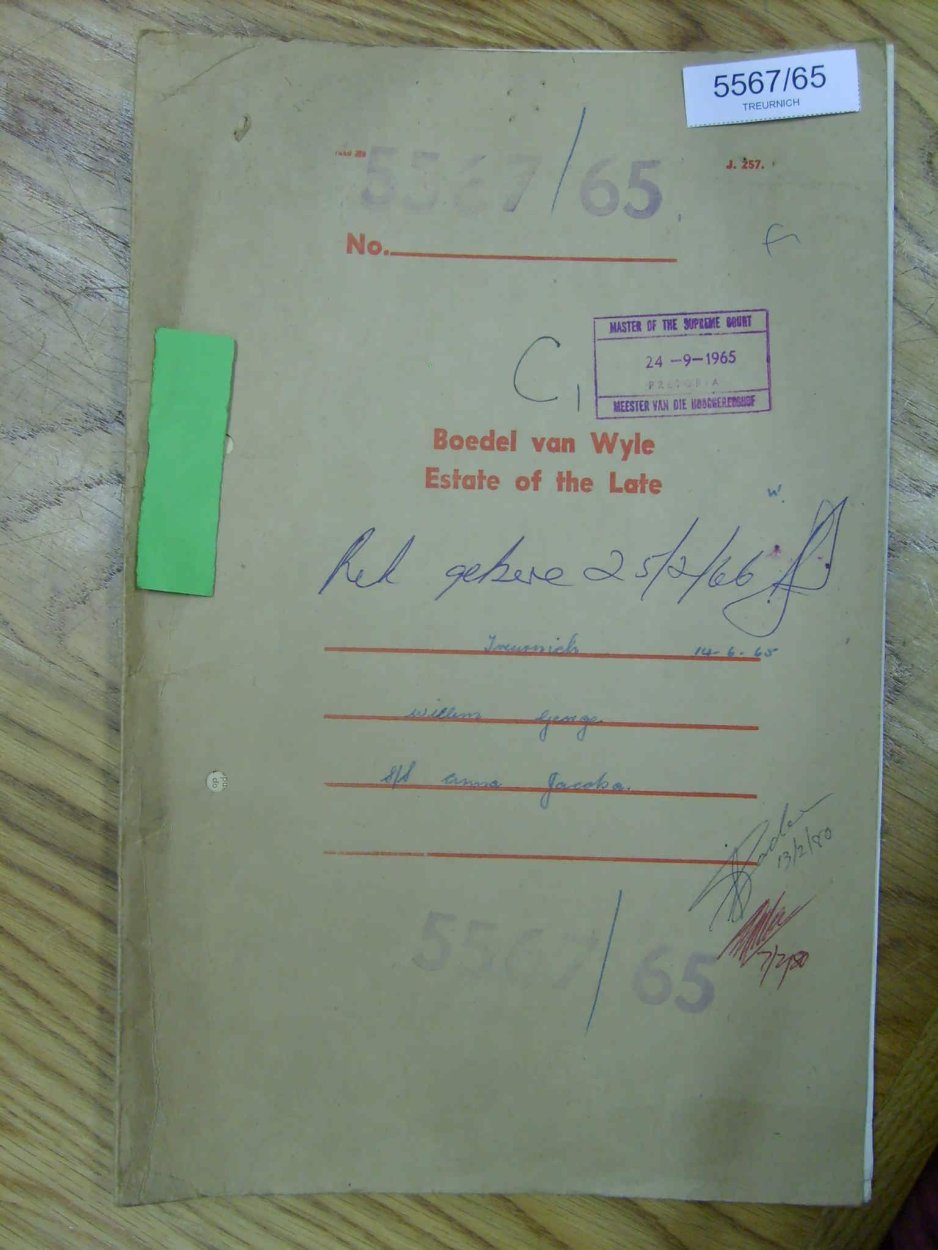 5567/65
TREURNICH
J. 257.
5567/65
No.
MASTER OF THE SUPREME COURT
24-9-1965
PRETORIA
MEESTER VAN DIE HOOGGEREGSHOF
C1
Boedel van Wyle
Estate of the Late
W.
25/2/66
Treurnich 14-6-65
Willem George
s/s Anna Jacoba.
13/2/80
7/2/80
5567/65